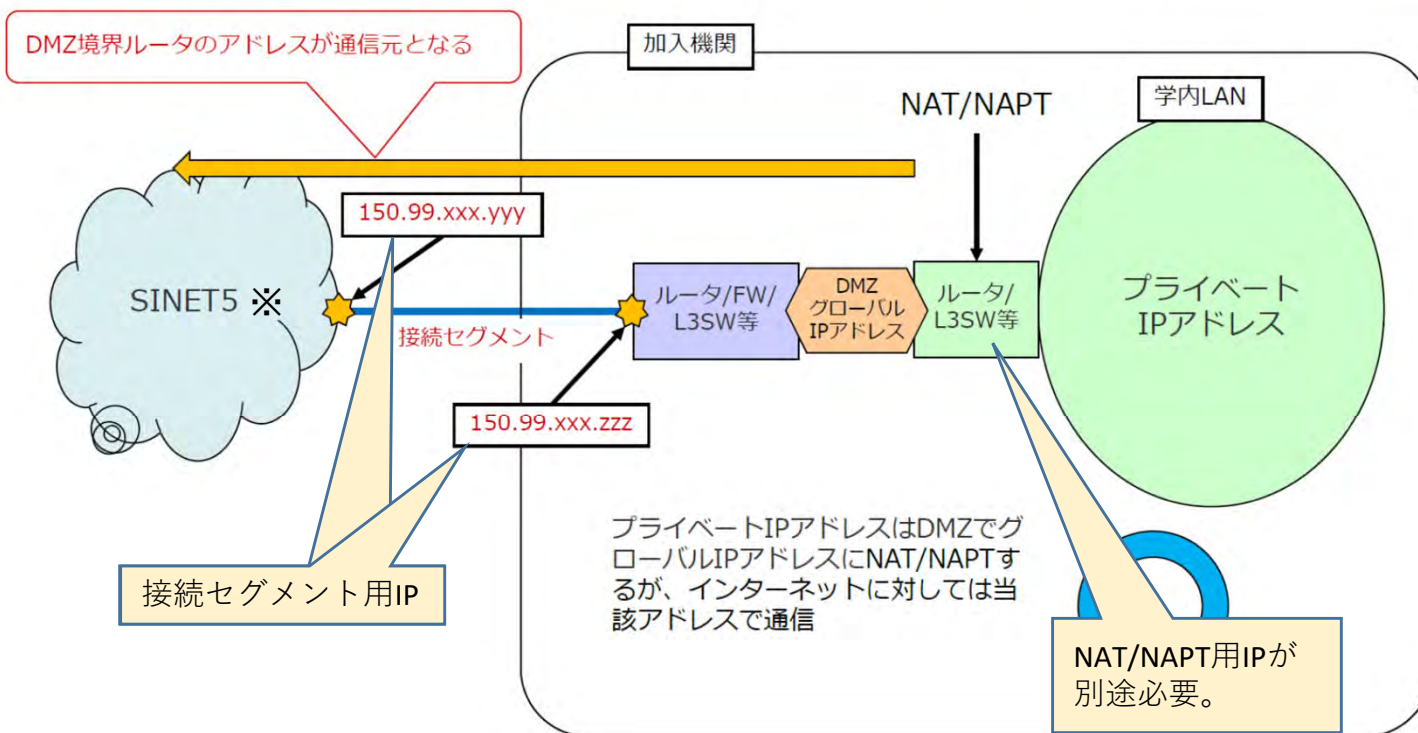 DMZ境界ルータのアドレスが通信元となる
加入機関
NAT/NAPT
学内LAN
150.99.xxx.yyy
SINET5 ※
接続セグメント
ルータ/FW/
L3SW等
DMZ
グローバル
IPアドレス
ルータ/
L3SW等
プライベート
IPアドレス
150.99.xxx.zzz
接続セグメント用IP
プライベートIPアドレスはDMZでグ
ローバルIPアドレスにNAT/NAPTす
るが、インターネットに対しては当
該アドレスで通信
NAT/NAPT用IPが
別途必要。